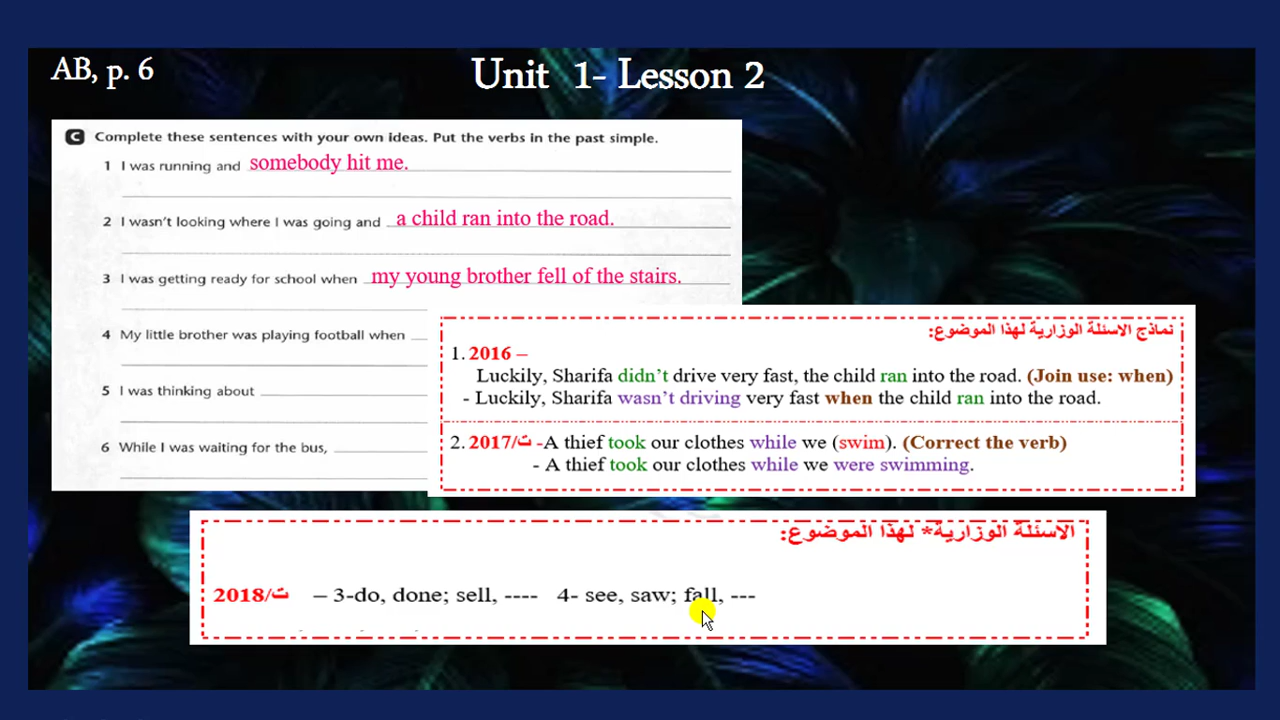 AB, p. 6
Unit 1- Lesson 2
C Complete these sentences with your own ideas. Put the verbs in the past simple.
1 I was running and somebody hit me.
2 I wasn't looking where I was going and a child ran into the road.
3 I was getting ready for school when my young brother fell of the stairs.
4 My little brother was playing football when
5 I was thinking about
6 While I was waiting for the bus,
نماذج الاسئلة الوزارية لهذا الموضوع:
1. 2016 –
Luckily, Sharifa didn't drive very fast, the child ran into the road. (Join use: when)
- Luckily, Sharifa wasn't driving very fast when the child ran into the road.
2. 2017/ت -A thief took our clothes while we (swim). (Correct the verb)
- A thief took our clothes while we were swimming.
الاسئلة الوزارية* لهذا الموضوع:
2018/ت – 3-do, done; sell, ---- 4- see, saw; fall, ---